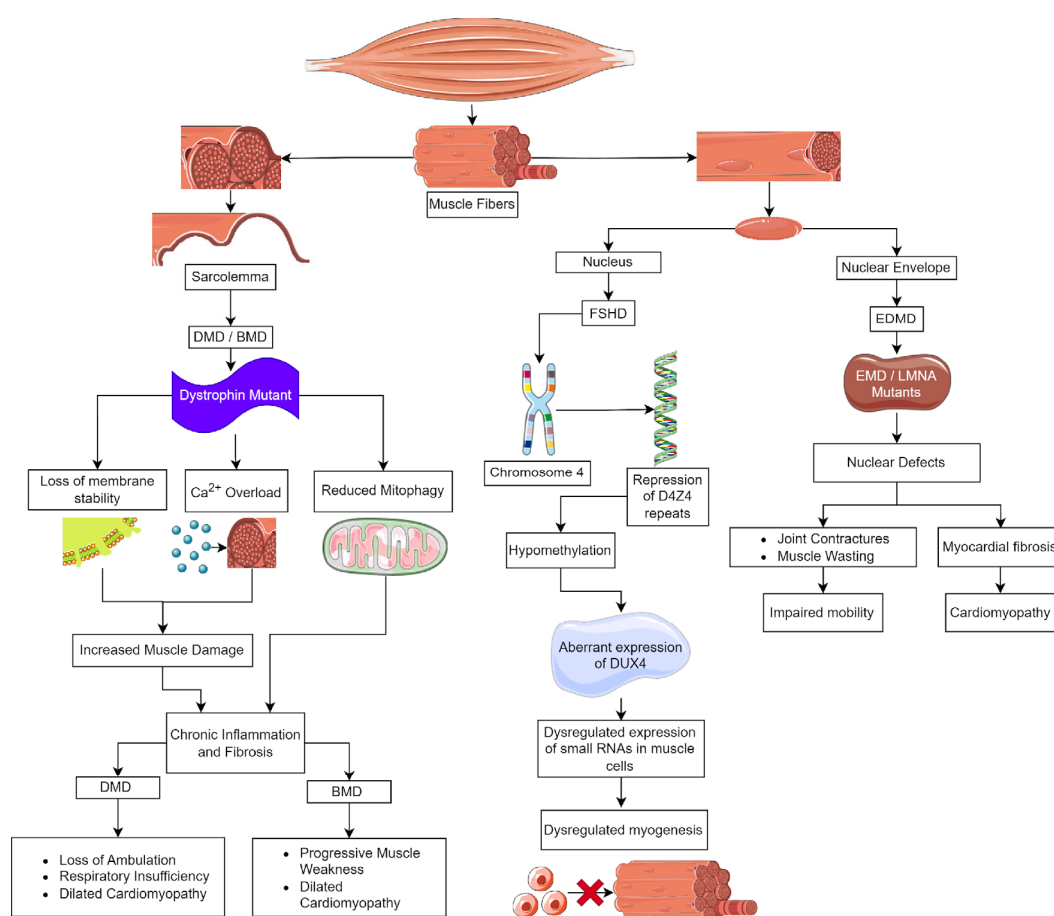 Muscle Fibers
Sarcolemma
DMD / BMD
Dystrophin Mutant
Loss of membrane
stability
Ca²⁺ Overload
Reduced Mitophagy
Increased Muscle Damage
Chronic Inflammation
and Fibrosis
DMD
BMD
• Loss of Ambulation
• Respiratory Insufficiency
• Dilated Cardiomyopathy
• Progressive Muscle
Weakness
• Dilated
Cardiomyopathy
Nucleus
FSHD
Chromosome 4
Repression
of D4Z4
repeats
Hypomethylation
Aberrant expression
of DUX4
Dysregulated expression
of small RNAs in muscle
cells
Dysregulated myogenesis
Nuclear Envelope
EDMD
EMD / LMNA
Mutants
Nuclear Defects
• Joint Contractures
• Muscle Wasting
Impaired mobility
Myocardial fibrosis
Cardiomyopathy